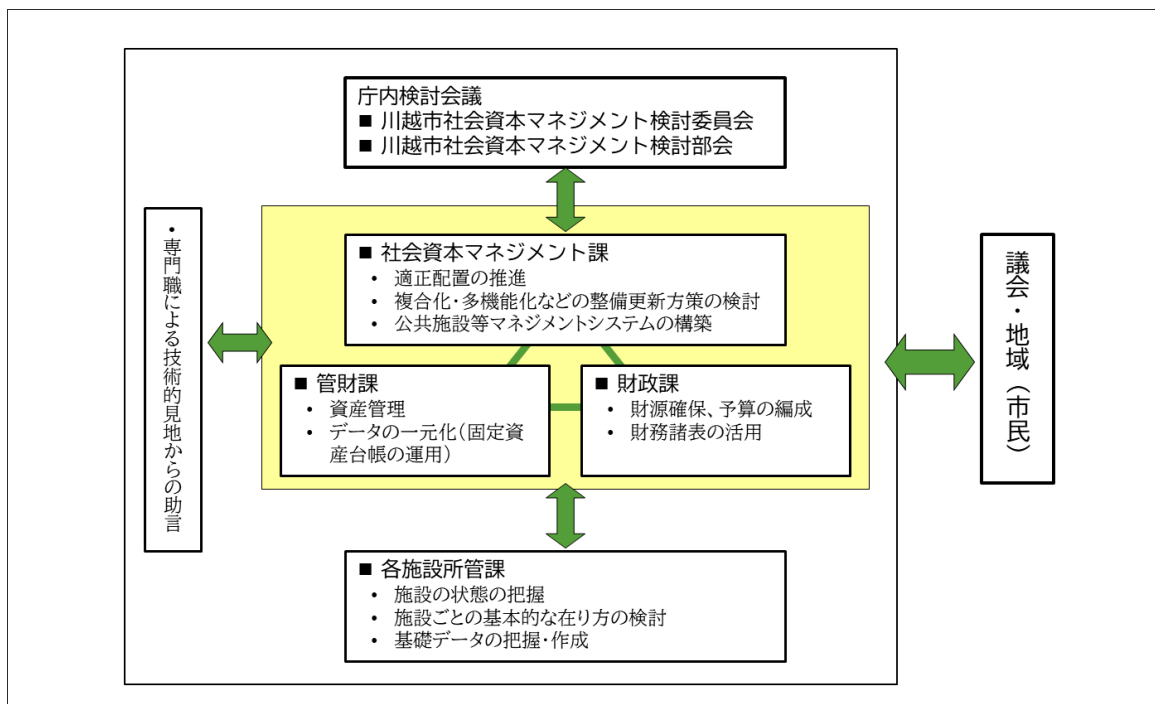 庁内検討会議
■ 川越市社会資本マネジメント検討委員会
■ 川越市社会資本マネジメント検討部会
・専門職による技術的見地からの助言
■ 社会資本マネジメント課
• 適正配置の推進
• 複合化・多機能化などの整備更新方策の検討
• 公共施設等マネジメントシステムの構築
■ 管財課
• 資産管理
• データの一元化(固定資
産台帳の運用)
■ 財政課
• 財源確保、予算の編成
• 財務諸表の活用
議会・地域(市民)
■ 各施設所管課
• 施設の状態の把握
• 施設ごとの基本的な在り方の検討
• 基礎データの把握・作成